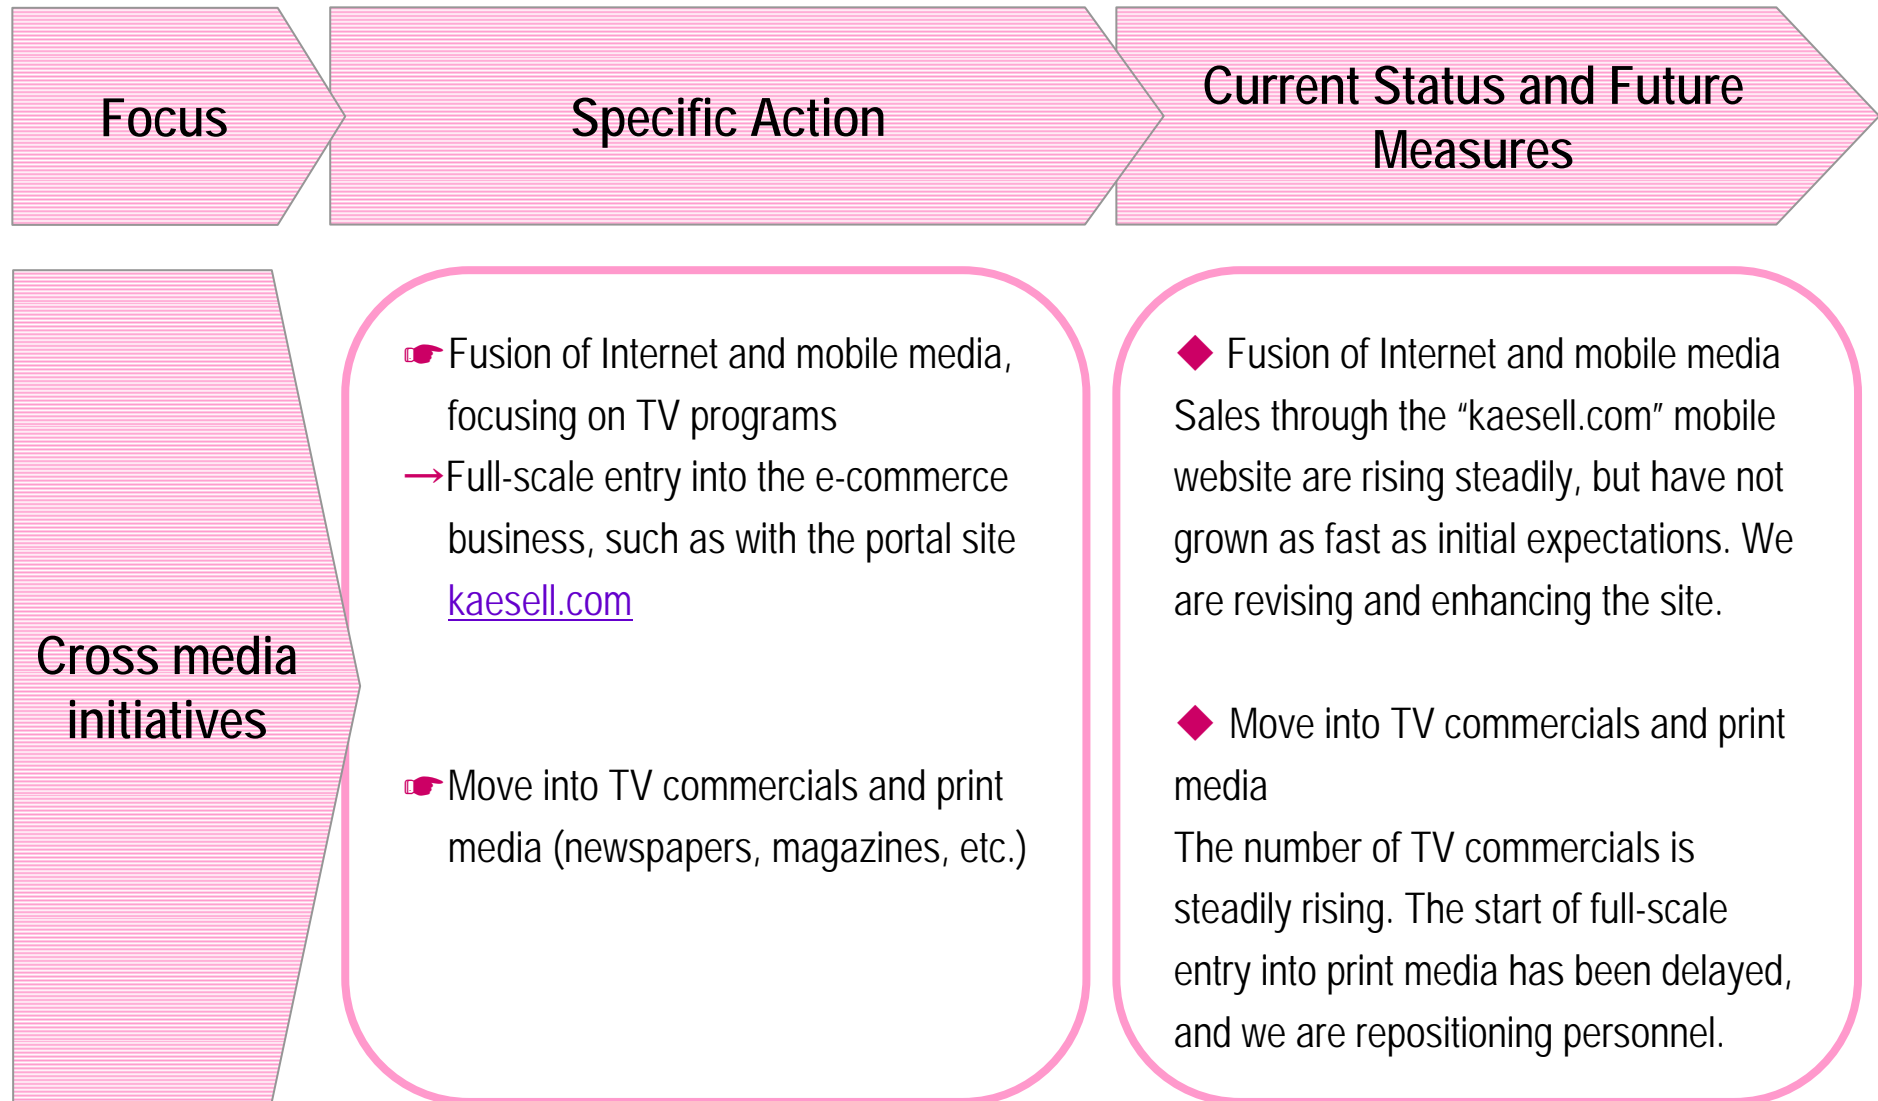 Focus
Specific Action
Current Status and Future
Measures
Cross media
initiatives
☛Fusion of Internet and mobile media,
focusing on TV programs
→Full-scale entry into the e-commerce
business, such as with the portal site
kaesell.com
☛Move into TV commercials and print
media (newspapers, magazines, etc.)
◆ Fusion of Internet and mobile media
Sales through the “kaesell.com” mobile
website are rising steadily, but have not
grown as fast as initial expectations. We
are revising and enhancing the site.
◆ Move into TV commercials and print
media
The number of TV commercials is
steadily rising. The start of full-scale
entry into print media has been delayed,
and we are repositioning personnel.